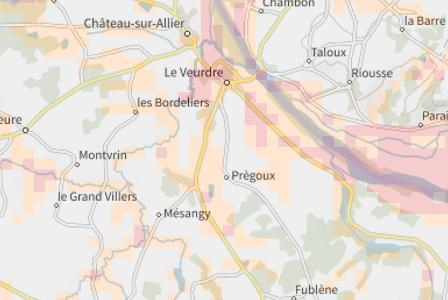 Chambon
Château-sur-Allier
la Barre
Taloux
Le Veurdre
Riousse
les Bordeliers
Parai
eure
Montvrin
Prègoux
le Grand Villers
Mésangy
Fublène